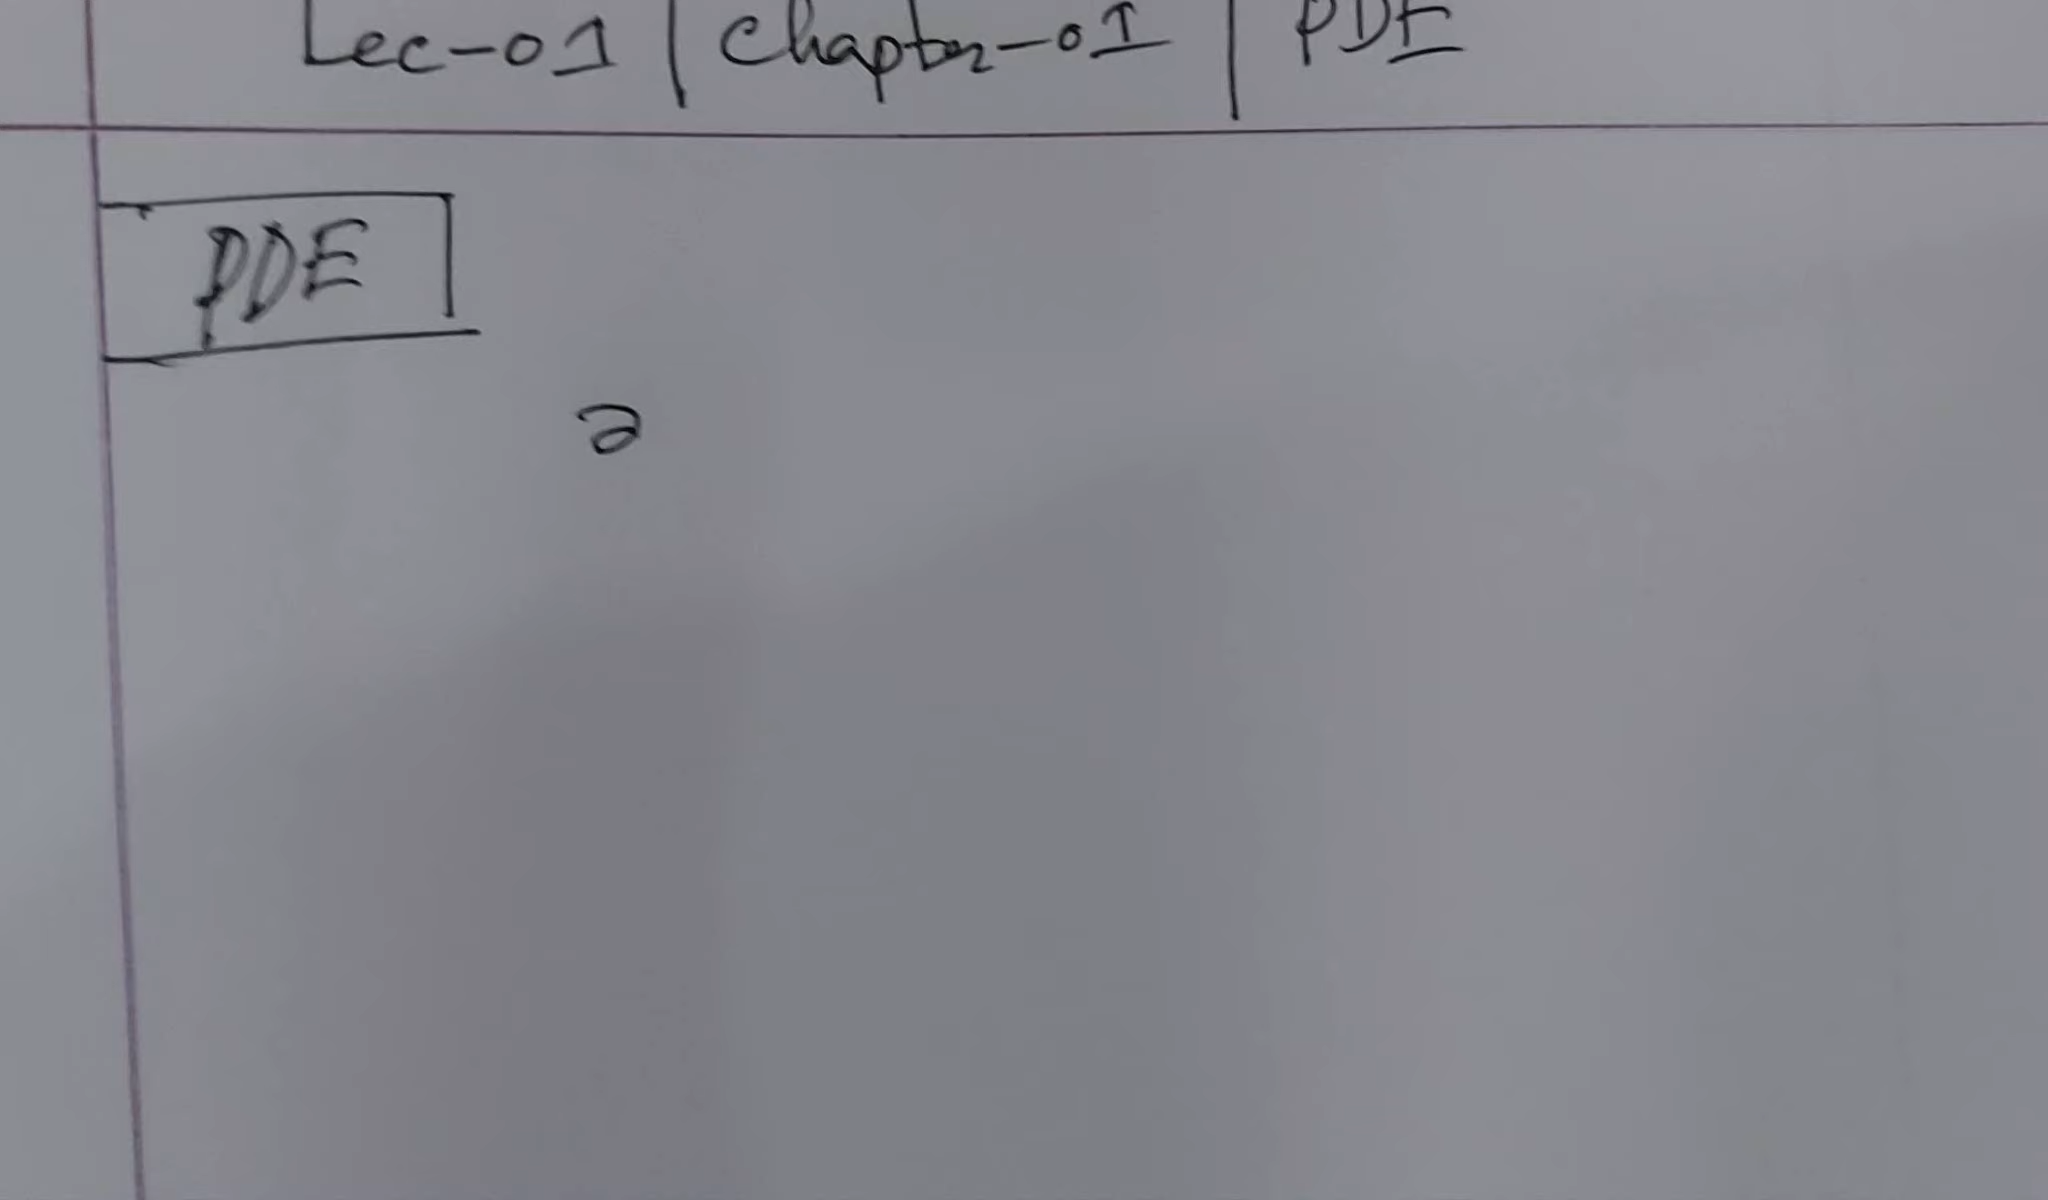 Lec-01 | Chapter-01 | PDE
PDE
∂